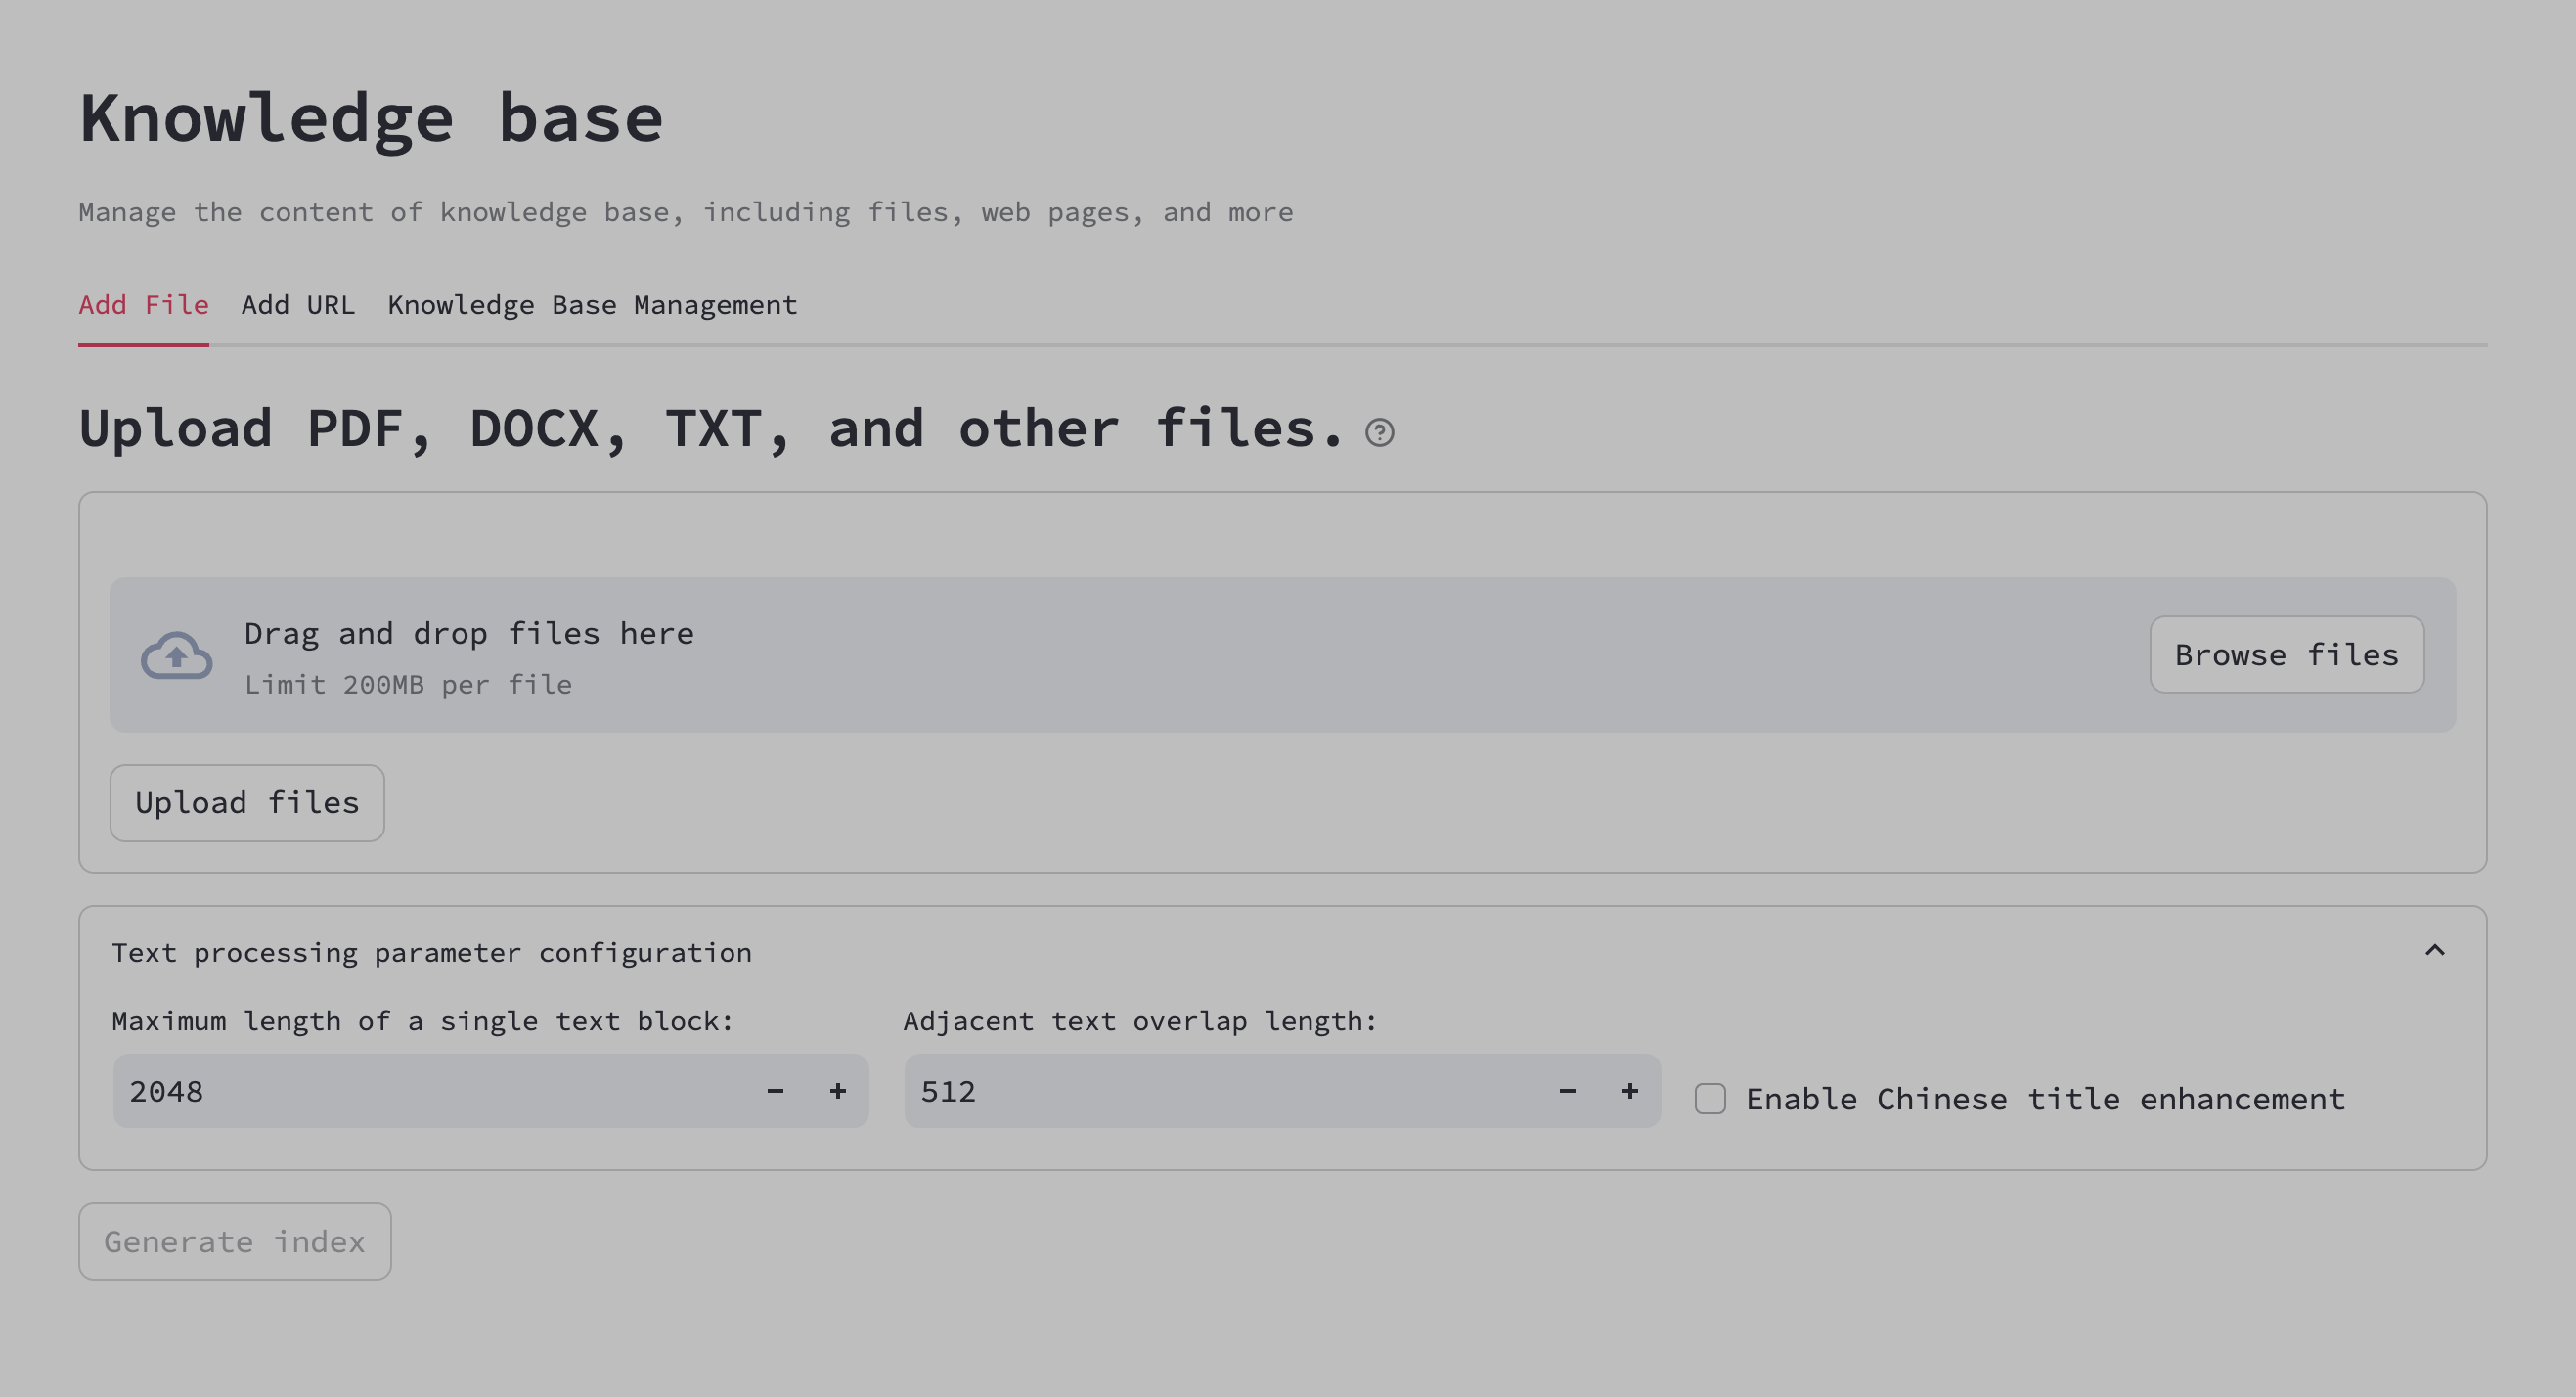 Knowledge base
Manage the content of knowledge base, including files, web pages, and more
Add File Add URL Knowledge Base Management
Upload PDF, DOCX, TXT, and other files.
Drag and drop files here
Limit 200MB per file
Browse files
Upload files
Text processing parameter configuration
Maximum length of a single text block:
Adjacent text overlap length:
2048 − +
512 − +
Enable Chinese title enhancement
Generate index